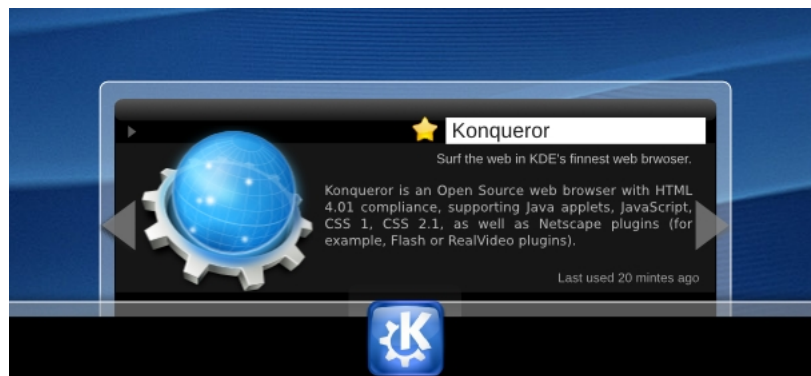 Konqueror
Surf the web in KDE's finnest web brwoser.
Konqueror is an Open Source web browser with HTML
4.01 compliance, supporting Java applets, JavaScript,
CSS 1, CSS 2.1, as well as Netscape plugins (for
example, Flash or RealVideo plugins).
Last used 20 mintes ago
K